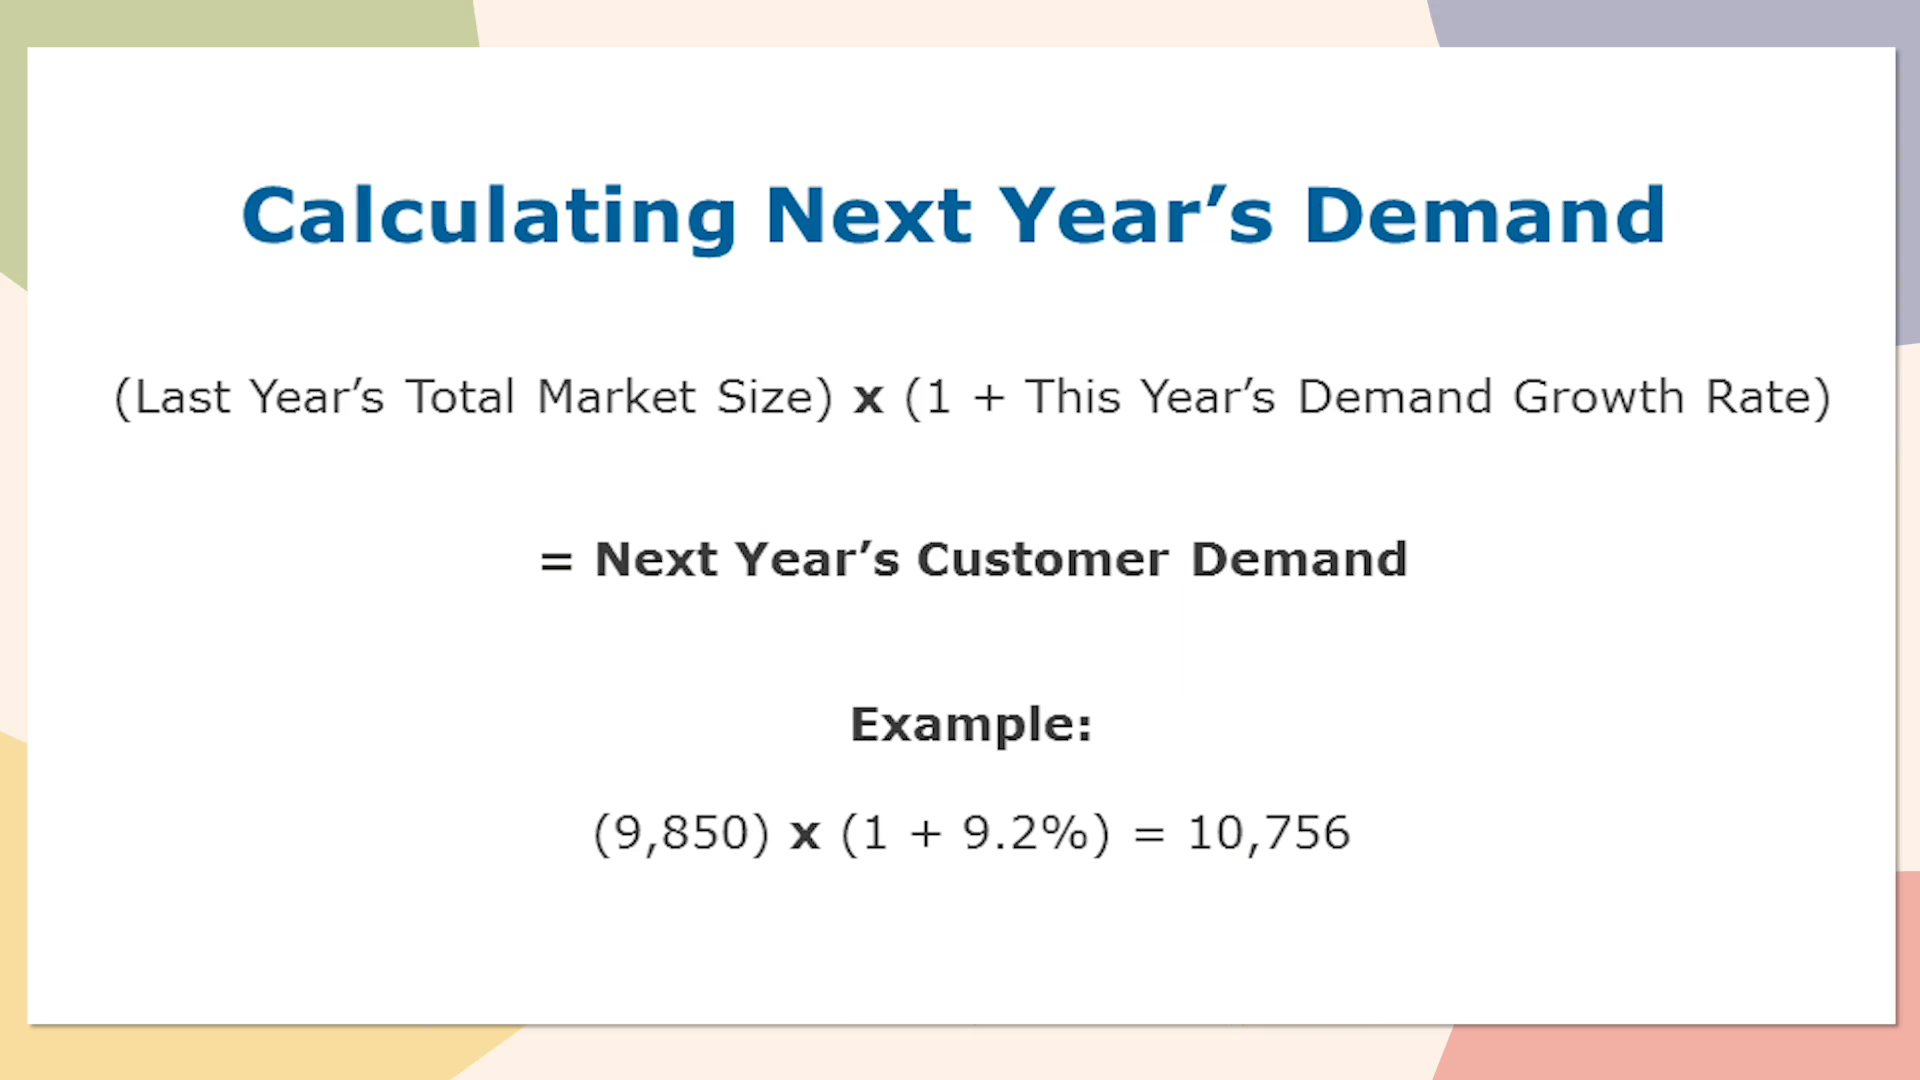 Calculating Next Year’s Demand
(Last Year’s Total Market Size) x (1 + This Year’s Demand Growth Rate)
= Next Year’s Customer Demand
Example:
(9,850) x (1 + 9.2%) = 10,756